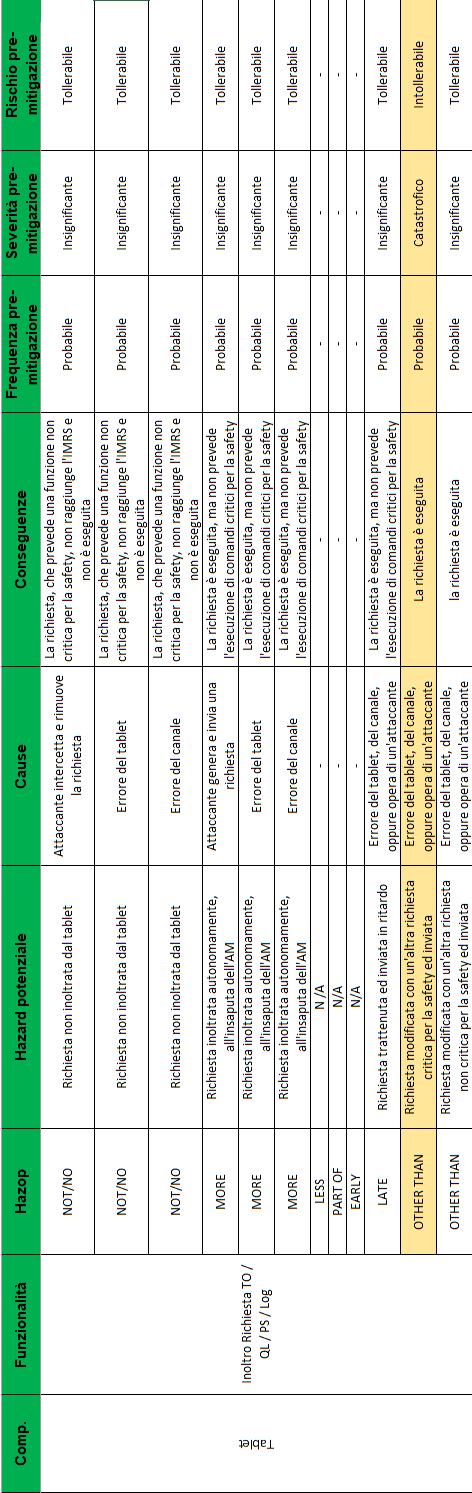 Comp.
Funzionalità
Hazop
Hazard potenziale
Cause
Conseguenze
Frequenza pre-
mitigazione
Severità pre-
mitigazione
Rischio pre-
mitigazione
Tablet
Inoltro Richiesta TO /
QL / PS / Log
NOT/NO
Richiesta non inoltrata dal tablet
Attaccante intercetta e rimuove
la richiesta
La richiesta, che prevede una funzione non
critica per la safety, non raggiunge l'IMRS e
non è eseguita
Probabile
Insignificante
Tollerabile
NOT/NO
Richiesta non inoltrata dal tablet
Errore del tablet
La richiesta, che prevede una funzione non
critica per la safety, non raggiunge l'IMRS e
non è eseguita
Probabile
Insignificante
Tollerabile
NOT/NO
Richiesta non inoltrata dal tablet
Errore del canale
La richiesta, che prevede una funzione non
critica per la safety, non raggiunge l'IMRS e
non è eseguita
Probabile
Insignificante
Tollerabile
MORE
Richiesta inoltrata autonomamente,
all'insaputa dell'AM
Attaccante genera e invia una
richiesta
La richiesta è eseguita, ma non prevede
l'esecuzione di comandi critici per la safety
Probabile
Insignificante
Tollerabile
MORE
Richiesta inoltrata autonomamente,
all'insaputa dell'AM
Errore del tablet
La richiesta è eseguita, ma non prevede
l'esecuzione di comandi critici per la safety
Probabile
Insignificante
Tollerabile
MORE
Richiesta inoltrata autonomamente,
all'insaputa dell'AM
Errore del canale
La richiesta è eseguita, ma non prevede
l'esecuzione di comandi critici per la safety
Probabile
Insignificante
Tollerabile
LESS
N /A
-
-
-
-
-
PART OF
N/A
-
-
-
-
-
EARLY
N/A
-
-
-
-
-
LATE
Richiesta trattenuta ed inviata in ritardo
Errore del tablet, del canale,
oppure opera di un'attaccante
La richiesta è eseguita, ma non prevede
l'esecuzione di comandi critici per la safety
Probabile
Insignificante
Tollerabile
OTHER THAN
Richiesta modificata con un'altra richiesta
critica per la safety ed inviata
Errore del tablet, del canale,
oppure opera di un'attaccante
La richiesta è eseguita
Probabile
Catastrofico
Intollerabile
OTHER THAN
Richiesta modificata con un'altra richiesta
non critica per la safety ed inviata
Errore del tablet, del canale,
oppure opera di un'attaccante
la richiesta è eseguita
Probabile
Insignificante
Tollerabile